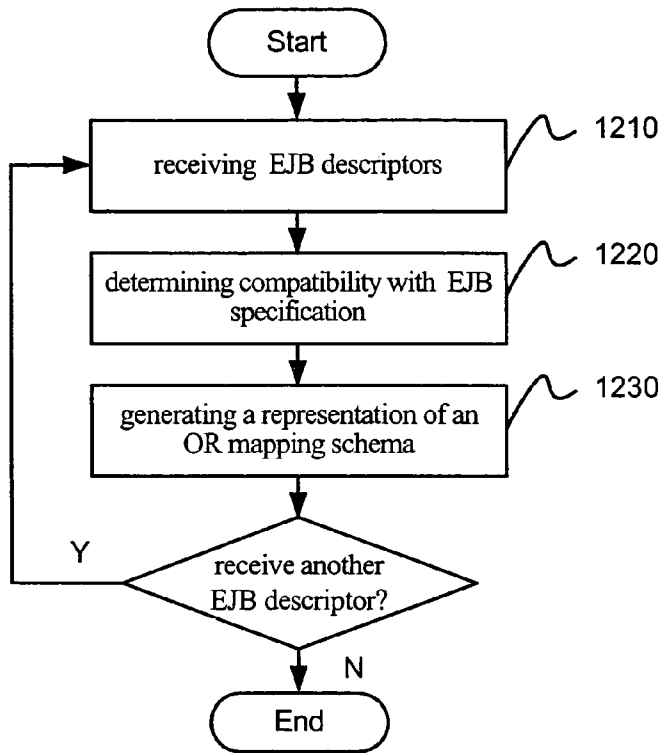 Start
receiving EJB descriptors
1210
determining compatibility with EJB
specification
1220
generating a representation of an
OR mapping schema
1230
receive another
EJB descriptor?
Y
N
End